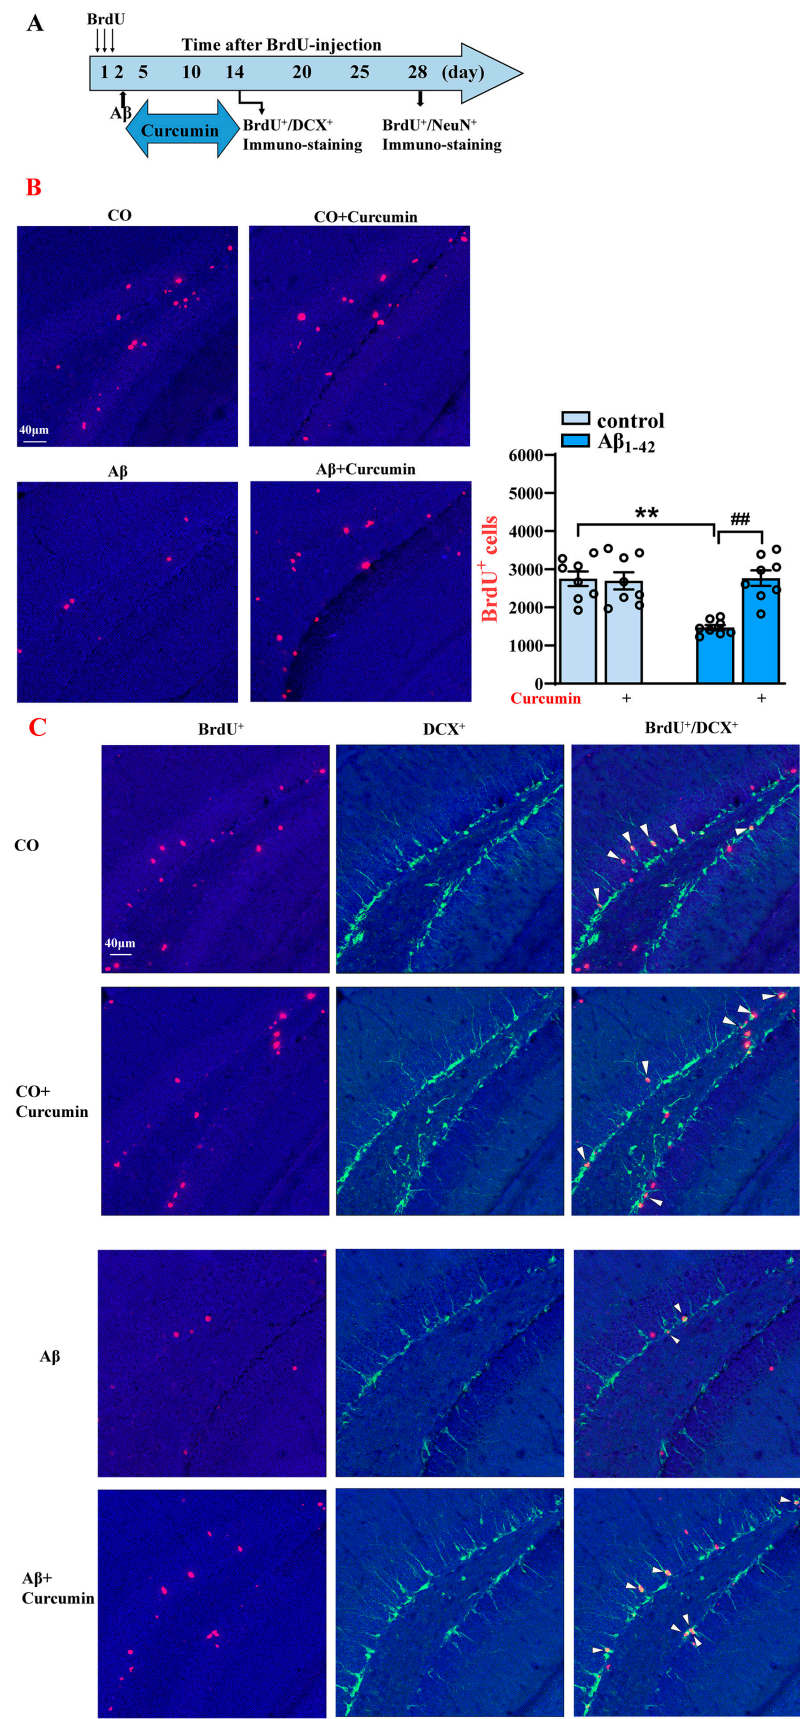 A
BrdU
Time after BrdU-injection
1 2 5 10 14 20 25 28 (day)
Aβ
Curcumin
BrdU⁺/DCX⁺
Immuno-staining
BrdU⁺/NeuN⁺
Immuno-staining
B
CO
CO+Curcumin
40μm
Aβ
Aβ+Curcumin
control
Aβ₁₋₄₂
BrdU⁺ cells
6000
5000
4000
3000
2000
1000
0
**
##
Curcumin + +
C
BrdU⁺
DCX⁺
BrdU⁺/DCX⁺
CO
40μm
CO+
Curcumin
Aβ
Aβ+
Curcumin